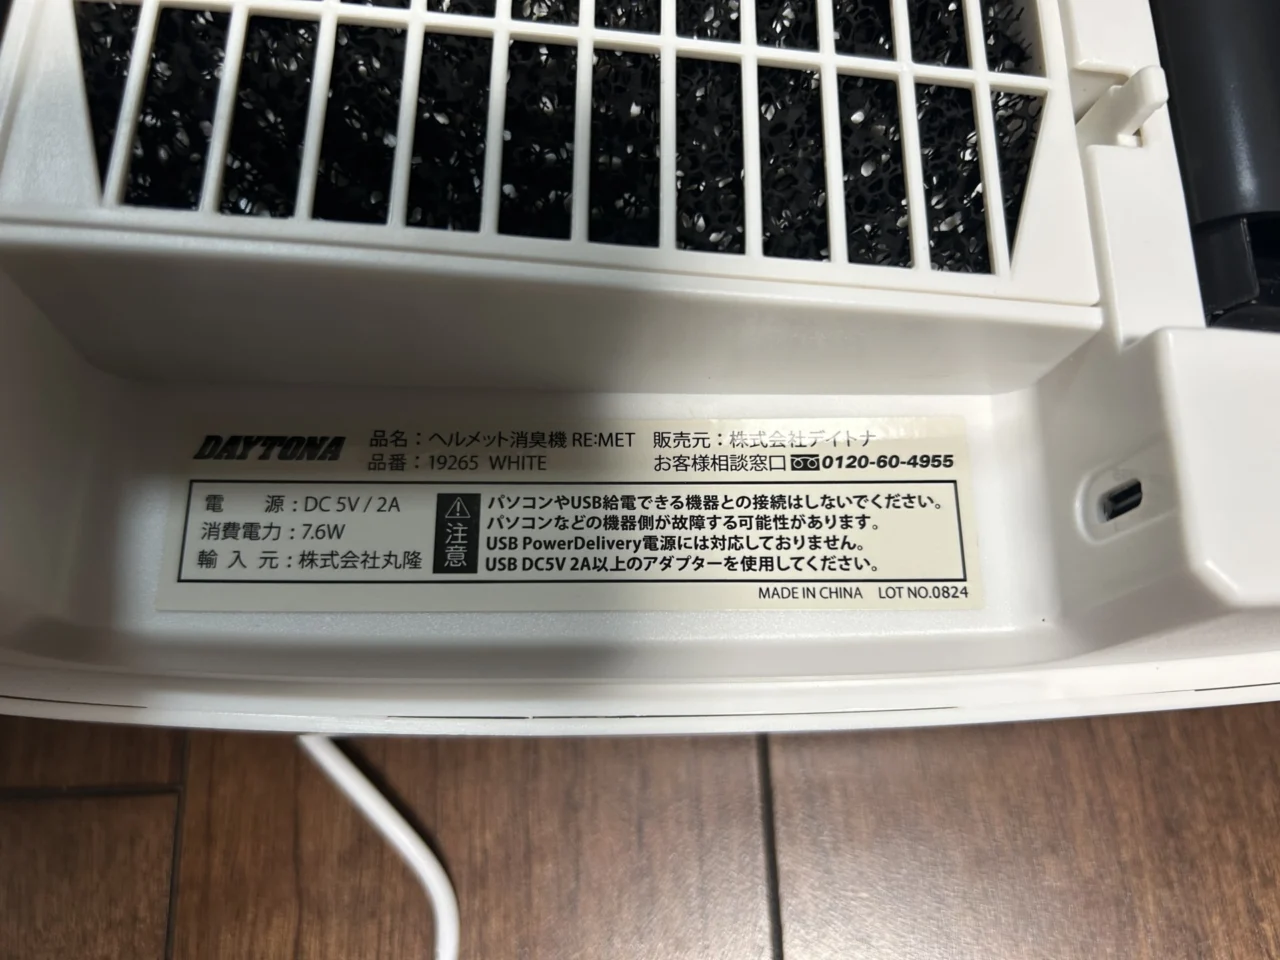 DAYTONA
品名：ヘルメット消臭機 RE:MET 販売元：株式会社デイトナ
品番：19265 WHITE お客様相談窓口 0120-60-4955
電 源：DC 5V / 2A
消費電力：7.6W
輸 入 元：株式会社丸隆
注意
パソコンやUSB給電できる機器との接続はしないでください。
パソコンなどの機器側が故障する可能性があります。
USB PowerDelivery電源には対応しておりません。
USB DC5V 2A以上のアダプターを使用してください。
MADE IN CHINA LOT NO.0824